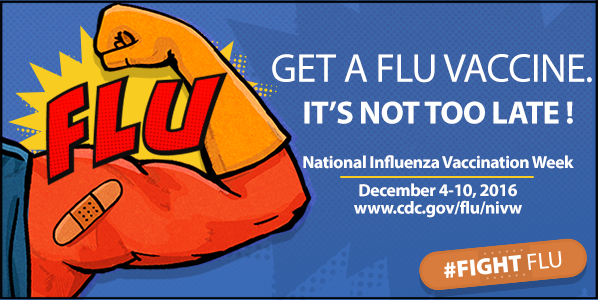 FLU
GET A FLU VACCINE.
IT'S NOT TOO LATE !
National Influenza Vaccination Week
December 4-10, 2016
www.cdc.gov/flu/nivw
#FIGHT FLU